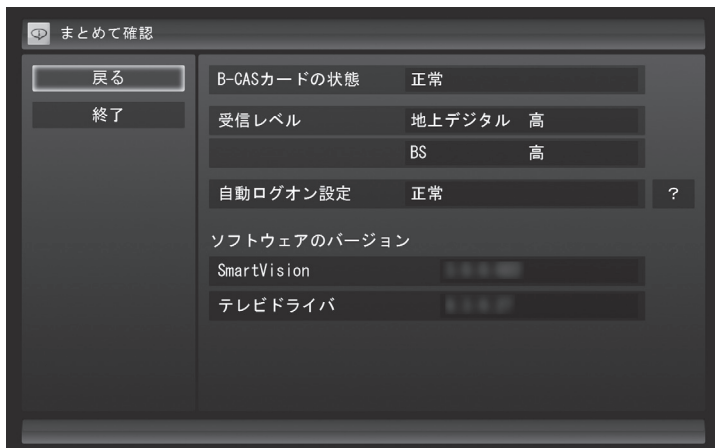 まとめて確認
戻る
終了
B-CASカードの状態 正常
受信レベル 地上デジタル 高
BS 高
自動ログオン設定 正常 ?
ソフトウェアのバージョン
SmartVision
テレビドライバ